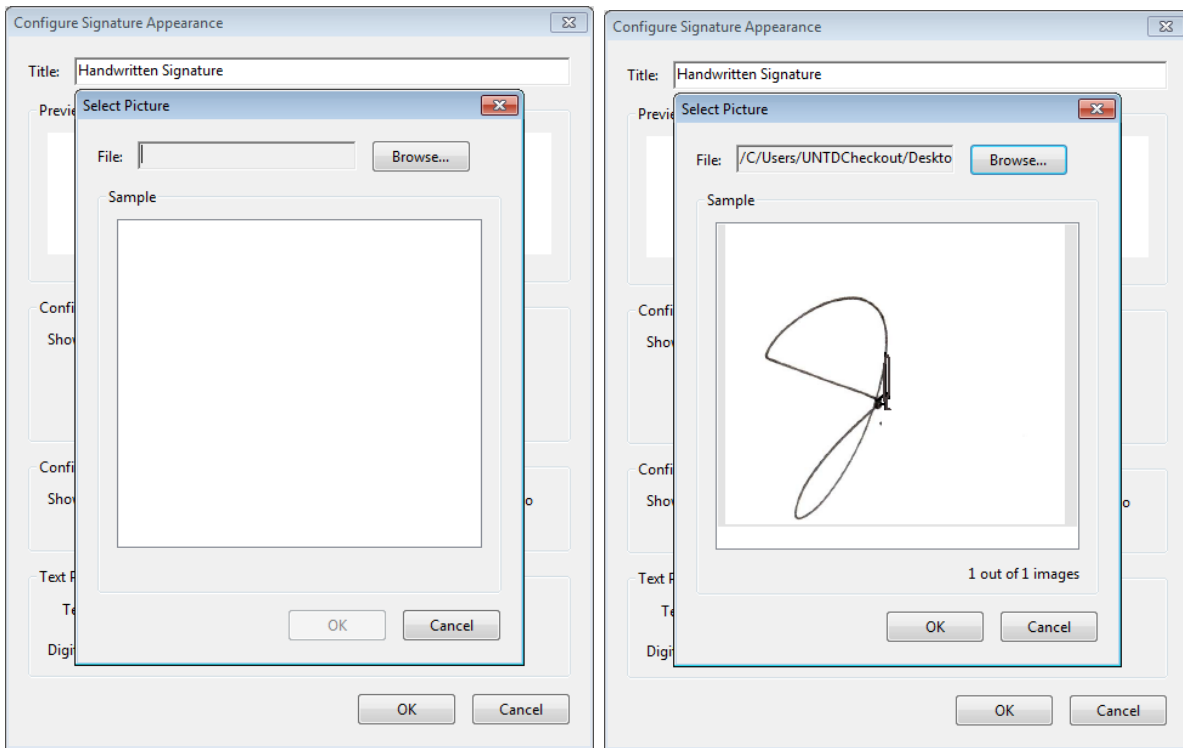 Configure Signature Appearance
Title: Handwritten Signature
Select Picture
Previe
File: Browse...
Sample
Confi
Show
Confi
Show o
Text P
Te
Digit
OK Cancel
OK Cancel
Configure Signature Appearance
Title: Handwritten Signature
Select Picture
Previe
File: /C/Users/UNTDCheckout/Deskto Browse...
Sample
Confi
Show
Confi
Show o
1 out of 1 images
Text P
Te
Digit
OK Cancel
OK Cancel